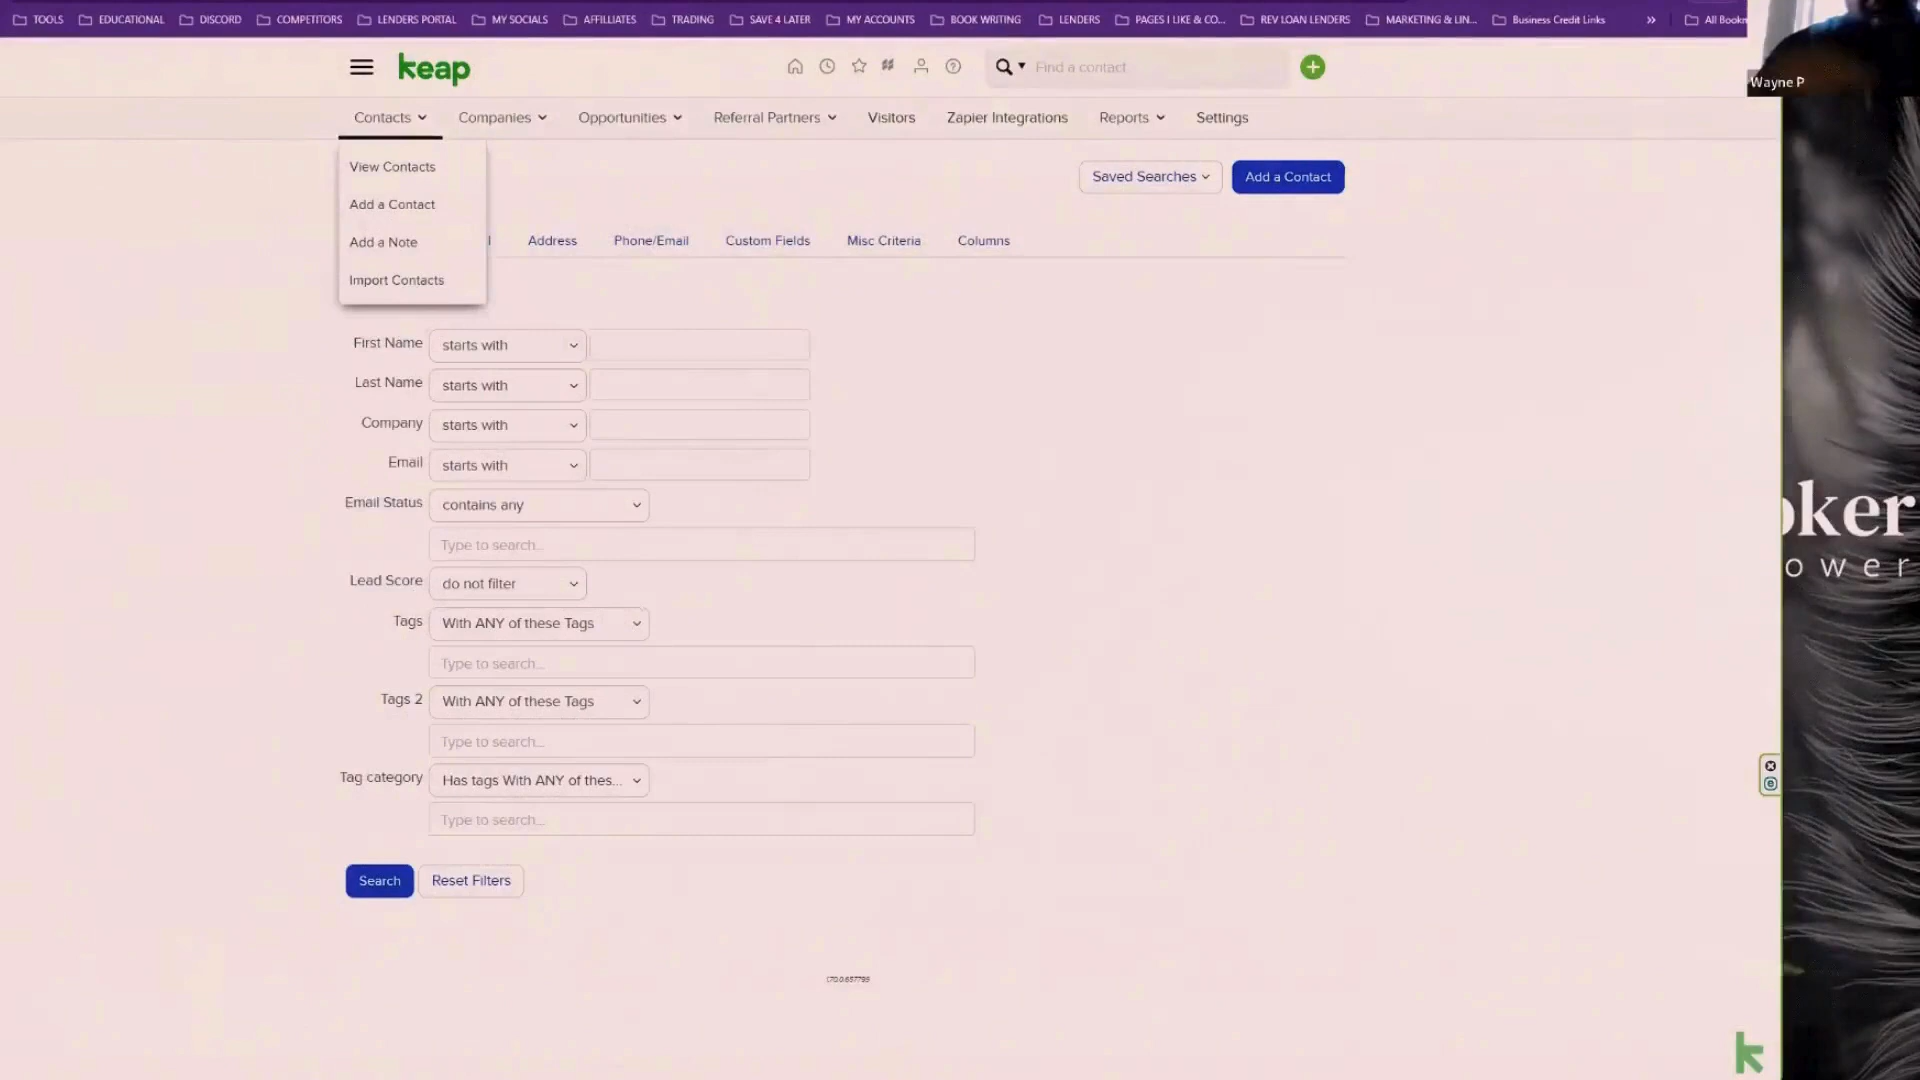 TOOLS EDUCATIONAL DISCORD COMPETITORS LENDERS PORTAL MY SOCIALS AFFILLIATES TRADING SAVE 4 LATER MY ACCOUNTS BOOK WRITING LENDERS PAGES I LIKE & CO... REV LOAN LENDERS MARKETING & LIN... Business Credit Links » All Bookm
Wayne P
keap Find a contact
Contacts Companies Opportunities Referral Partners Visitors Zapier Integrations Reports Settings
View Contacts
Add a Contact
Add a Note
Import Contacts
Saved Searches Add a Contact
l Address Phone/Email Custom Fields Misc Criteria Columns
First Name starts with
Last Name starts with
Company starts with
Email starts with
Email Status contains any
Type to search...
Lead Score do not filter
Tags With ANY of these Tags
Type to search...
Tags 2 With ANY of these Tags
Type to search...
Tag category Has tags With ANY of thes...
Type to search...
Search Reset Filters
oker
ower
k